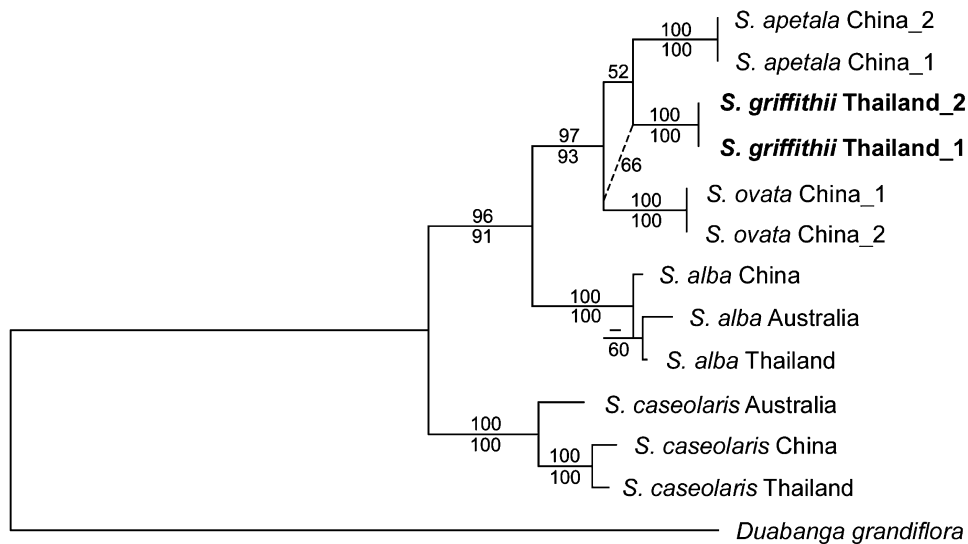 S. apetala China_2
100
100
S. apetala China_1
52
S. griffithii Thailand_2
100
100
97
93
S. griffithii Thailand_1
66
S. ovata China_1
100
100
96
91
S. ovata China_2
S. alba China
100
100
S. alba Australia
–
60
S. alba Thailand
S. caseolaris Australia
100
100
S. caseolaris China
100
100
S. caseolaris Thailand
Duabanga grandiflora